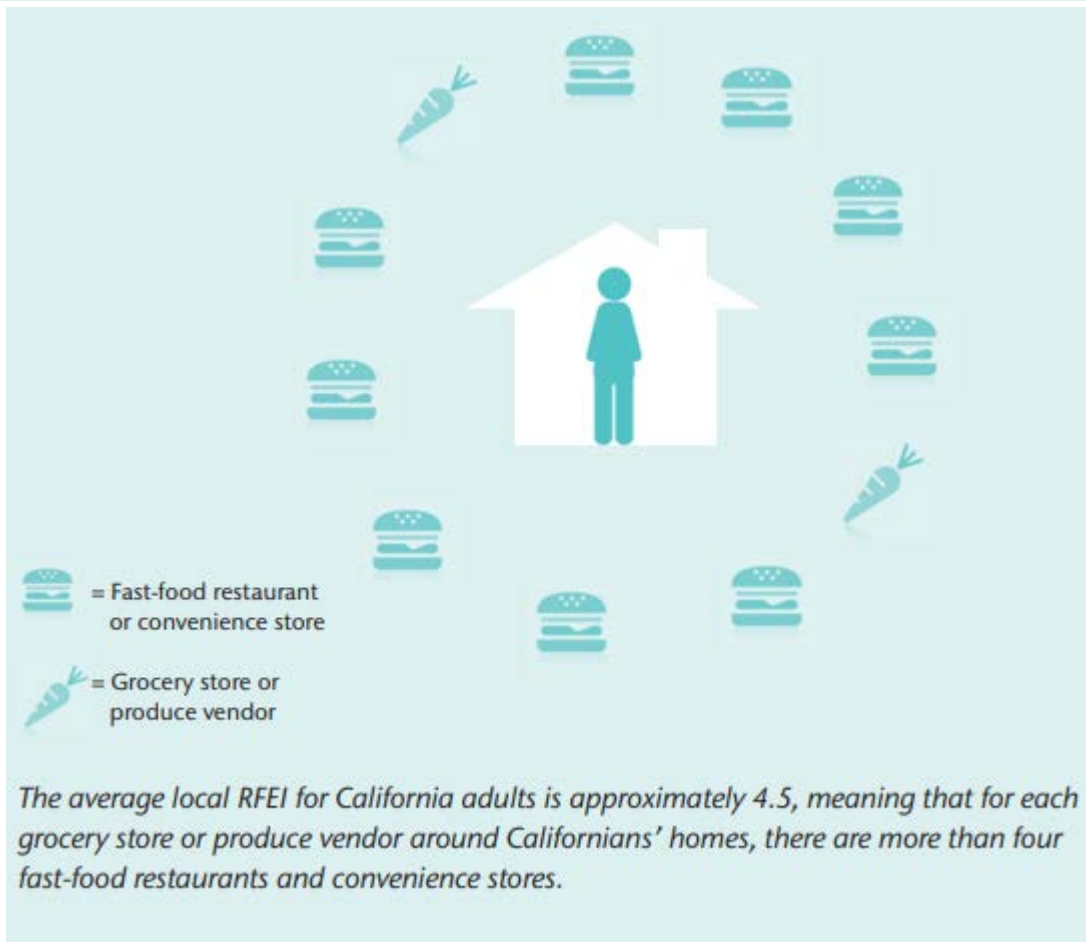 = Fast-food restaurant
or convenience store
= Grocery store or
produce vendor
The average local RFEI for California adults is approximately 4.5, meaning that for each
grocery store or produce vendor around Californians’ homes, there are more than four
fast-food restaurants and convenience stores.